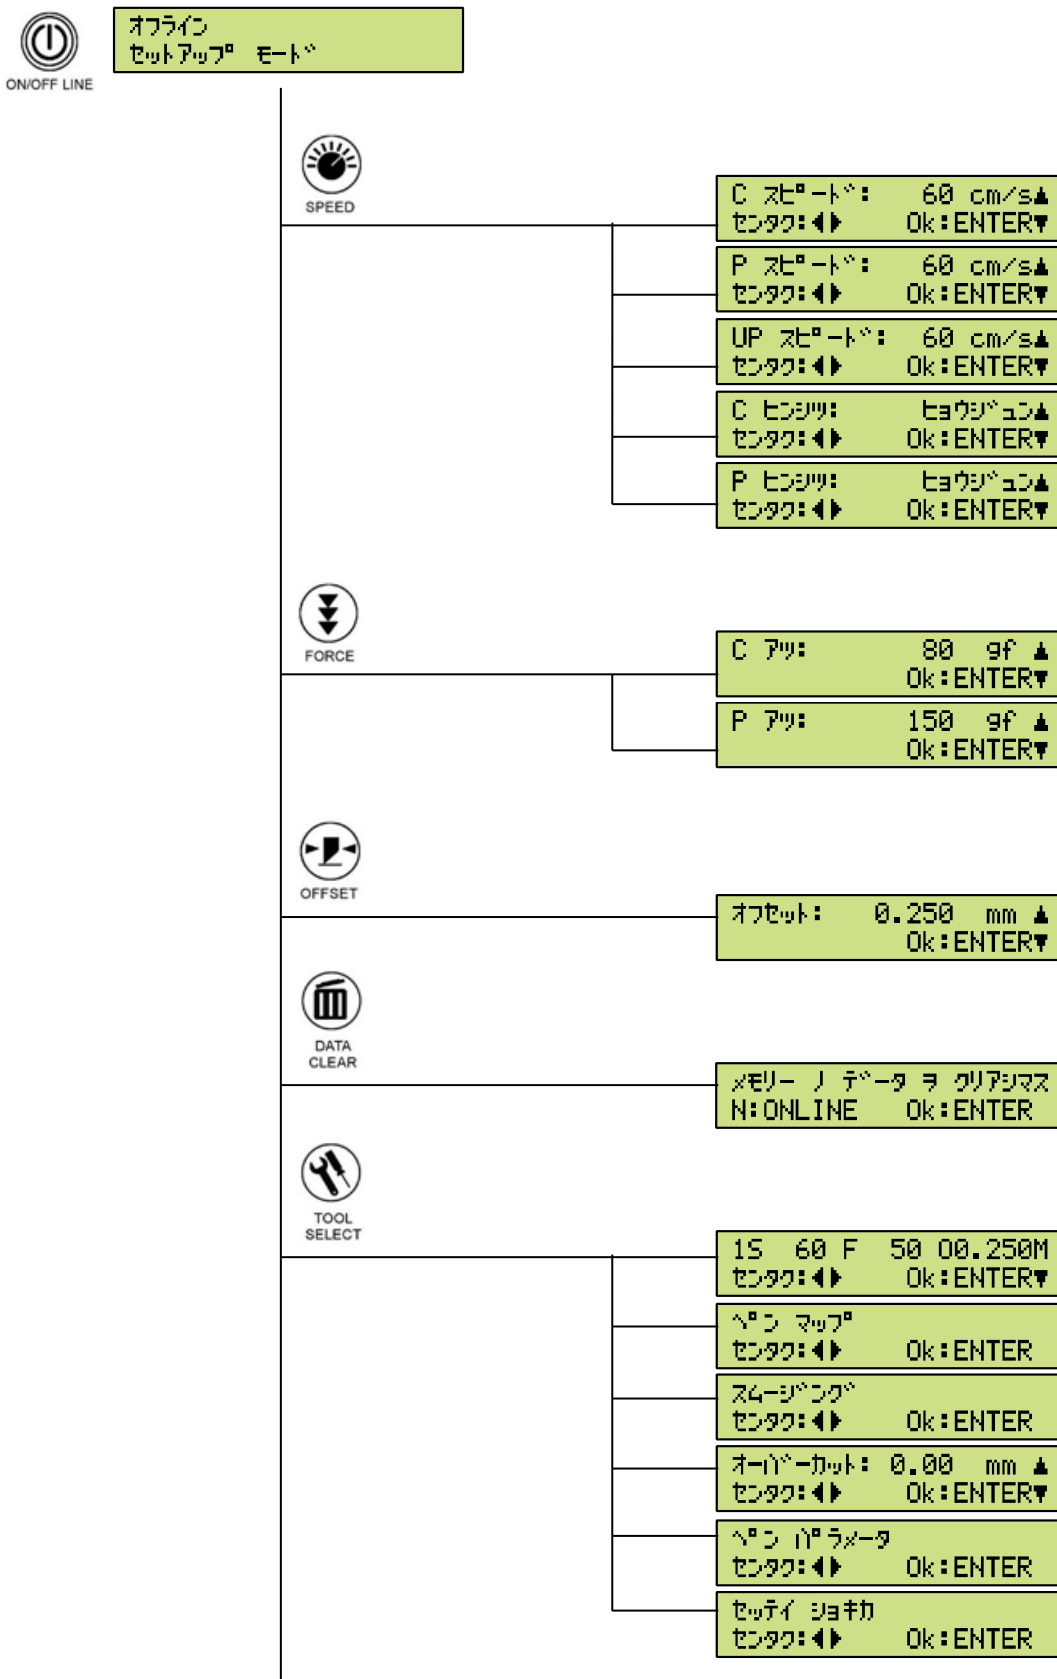 オフライン
セットアップ モード
ON/OFF LINE
SPEED
C スピード: 60 cm/s▲
センタク:◀▶ Ok:ENTER▼
P スピード: 60 cm/s▲
センタク:◀▶ Ok:ENTER▼
UP スピード: 60 cm/s▲
センタク:◀▶ Ok:ENTER▼
C ヒンシツ: ヒョウジュン▲
センタク:◀▶ Ok:ENTER▼
P ヒンシツ: ヒョウジュン▲
センタク:◀▶ Ok:ENTER▼
FORCE
C アツ: 80 gf ▲
Ok:ENTER▼
P アツ: 150 gf ▲
Ok:ENTER▼
OFFSET
オフセット: 0.250 mm ▲
Ok:ENTER▼
DATA
CLEAR
メモリー ノ データ ヲ クリアシマス
N:ONLINE Ok:ENTER
TOOL
SELECT
1S 60 F 50 O0.250M
センタク:◀▶ Ok:ENTER▼
ペン マップ
センタク:◀▶ Ok:ENTER
スムージング
センタク:◀▶ Ok:ENTER
オーバーカット: 0.00 mm ▲
センタク:◀▶ Ok:ENTER▼
ペン パラメータ
センタク:◀▶ Ok:ENTER
セッテイ ショキカ
センタク:◀▶ Ok:ENTER